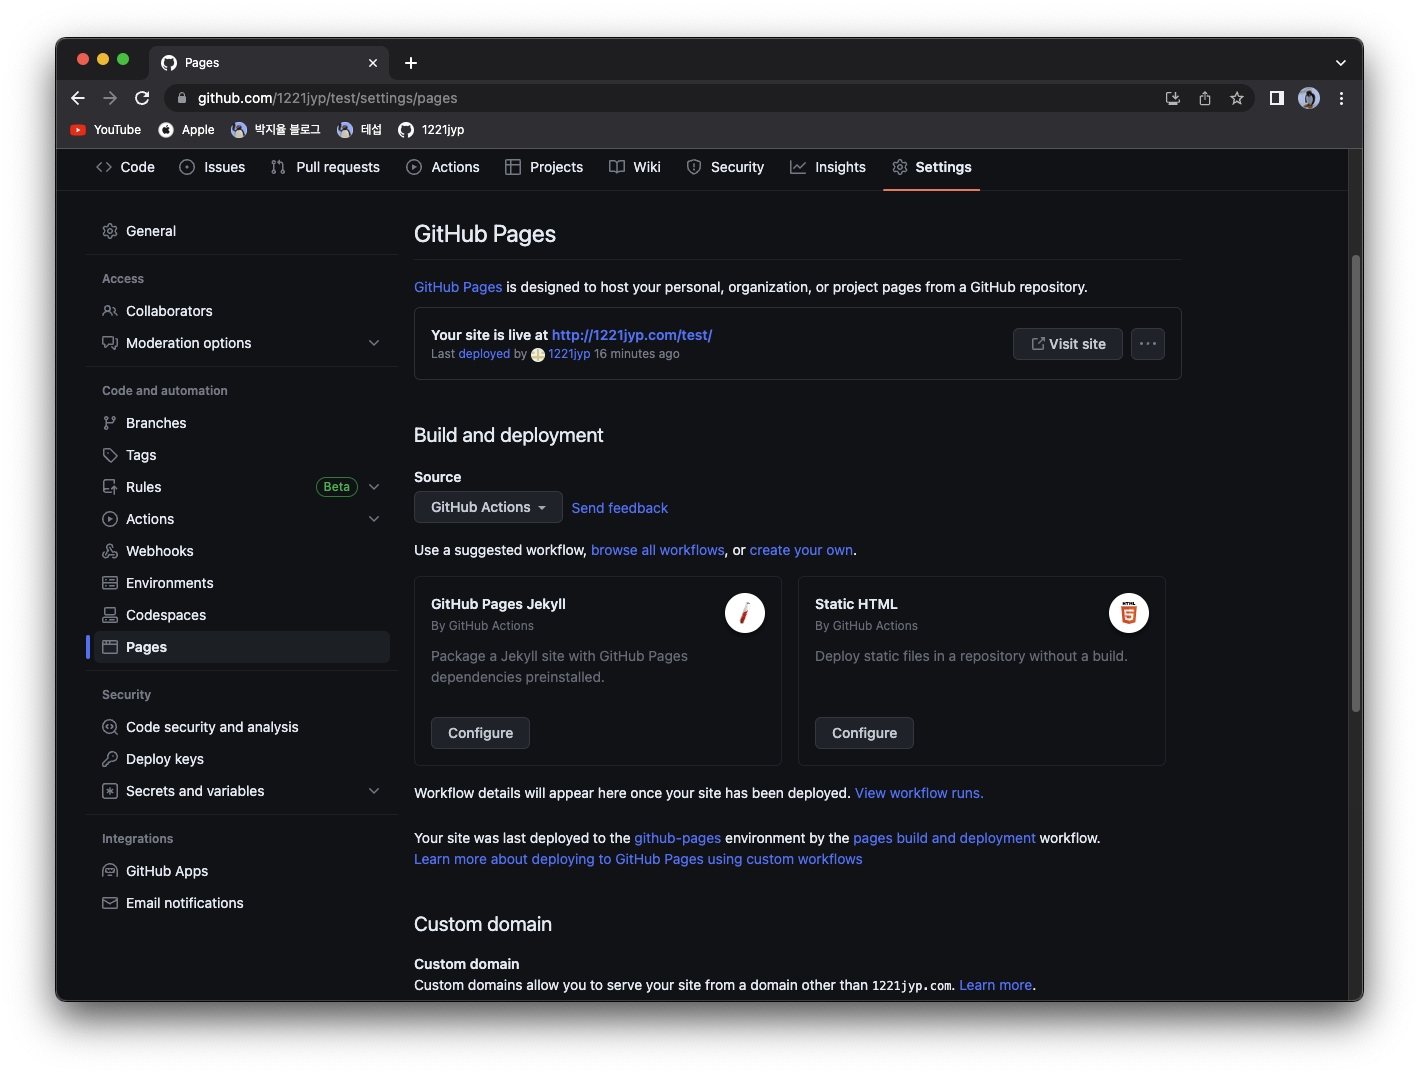 Pages
github.com/1221jyp/test/settings/pages
YouTube Apple 박지율 블로그 테섭 1221jyp
Code Issues Pull requests Actions Projects Wiki Security Insights Settings
General
Access
Collaborators
Moderation options
Code and automation
Branches
Tags
Rules Beta
Actions
Webhooks
Environments
Codespaces
Pages
Security
Code security and analysis
Deploy keys
Secrets and variables
Integrations
GitHub Apps
Email notifications
GitHub Pages
GitHub Pages is designed to host your personal, organization, or project pages from a GitHub repository.
Your site is live at http://1221jyp.com/test/
Last deployed by 1221jyp 16 minutes ago
Visit site
Build and deployment
Source
GitHub Actions Send feedback
Use a suggested workflow, browse all workflows, or create your own.
GitHub Pages Jekyll
By GitHub Actions
Package a Jekyll site with GitHub Pages
dependencies preinstalled.
Configure
Static HTML
By GitHub Actions
HTML
5
Deploy static files in a repository without a build.
Configure
Workflow details will appear here once your site has been deployed. View workflow runs.
Your site was last deployed to the github-pages environment by the pages build and deployment workflow.
Learn more about deploying to GitHub Pages using custom workflows
Custom domain
Custom domain
Custom domains allow you to serve your site from a domain other than 1221jyp.com. Learn more.